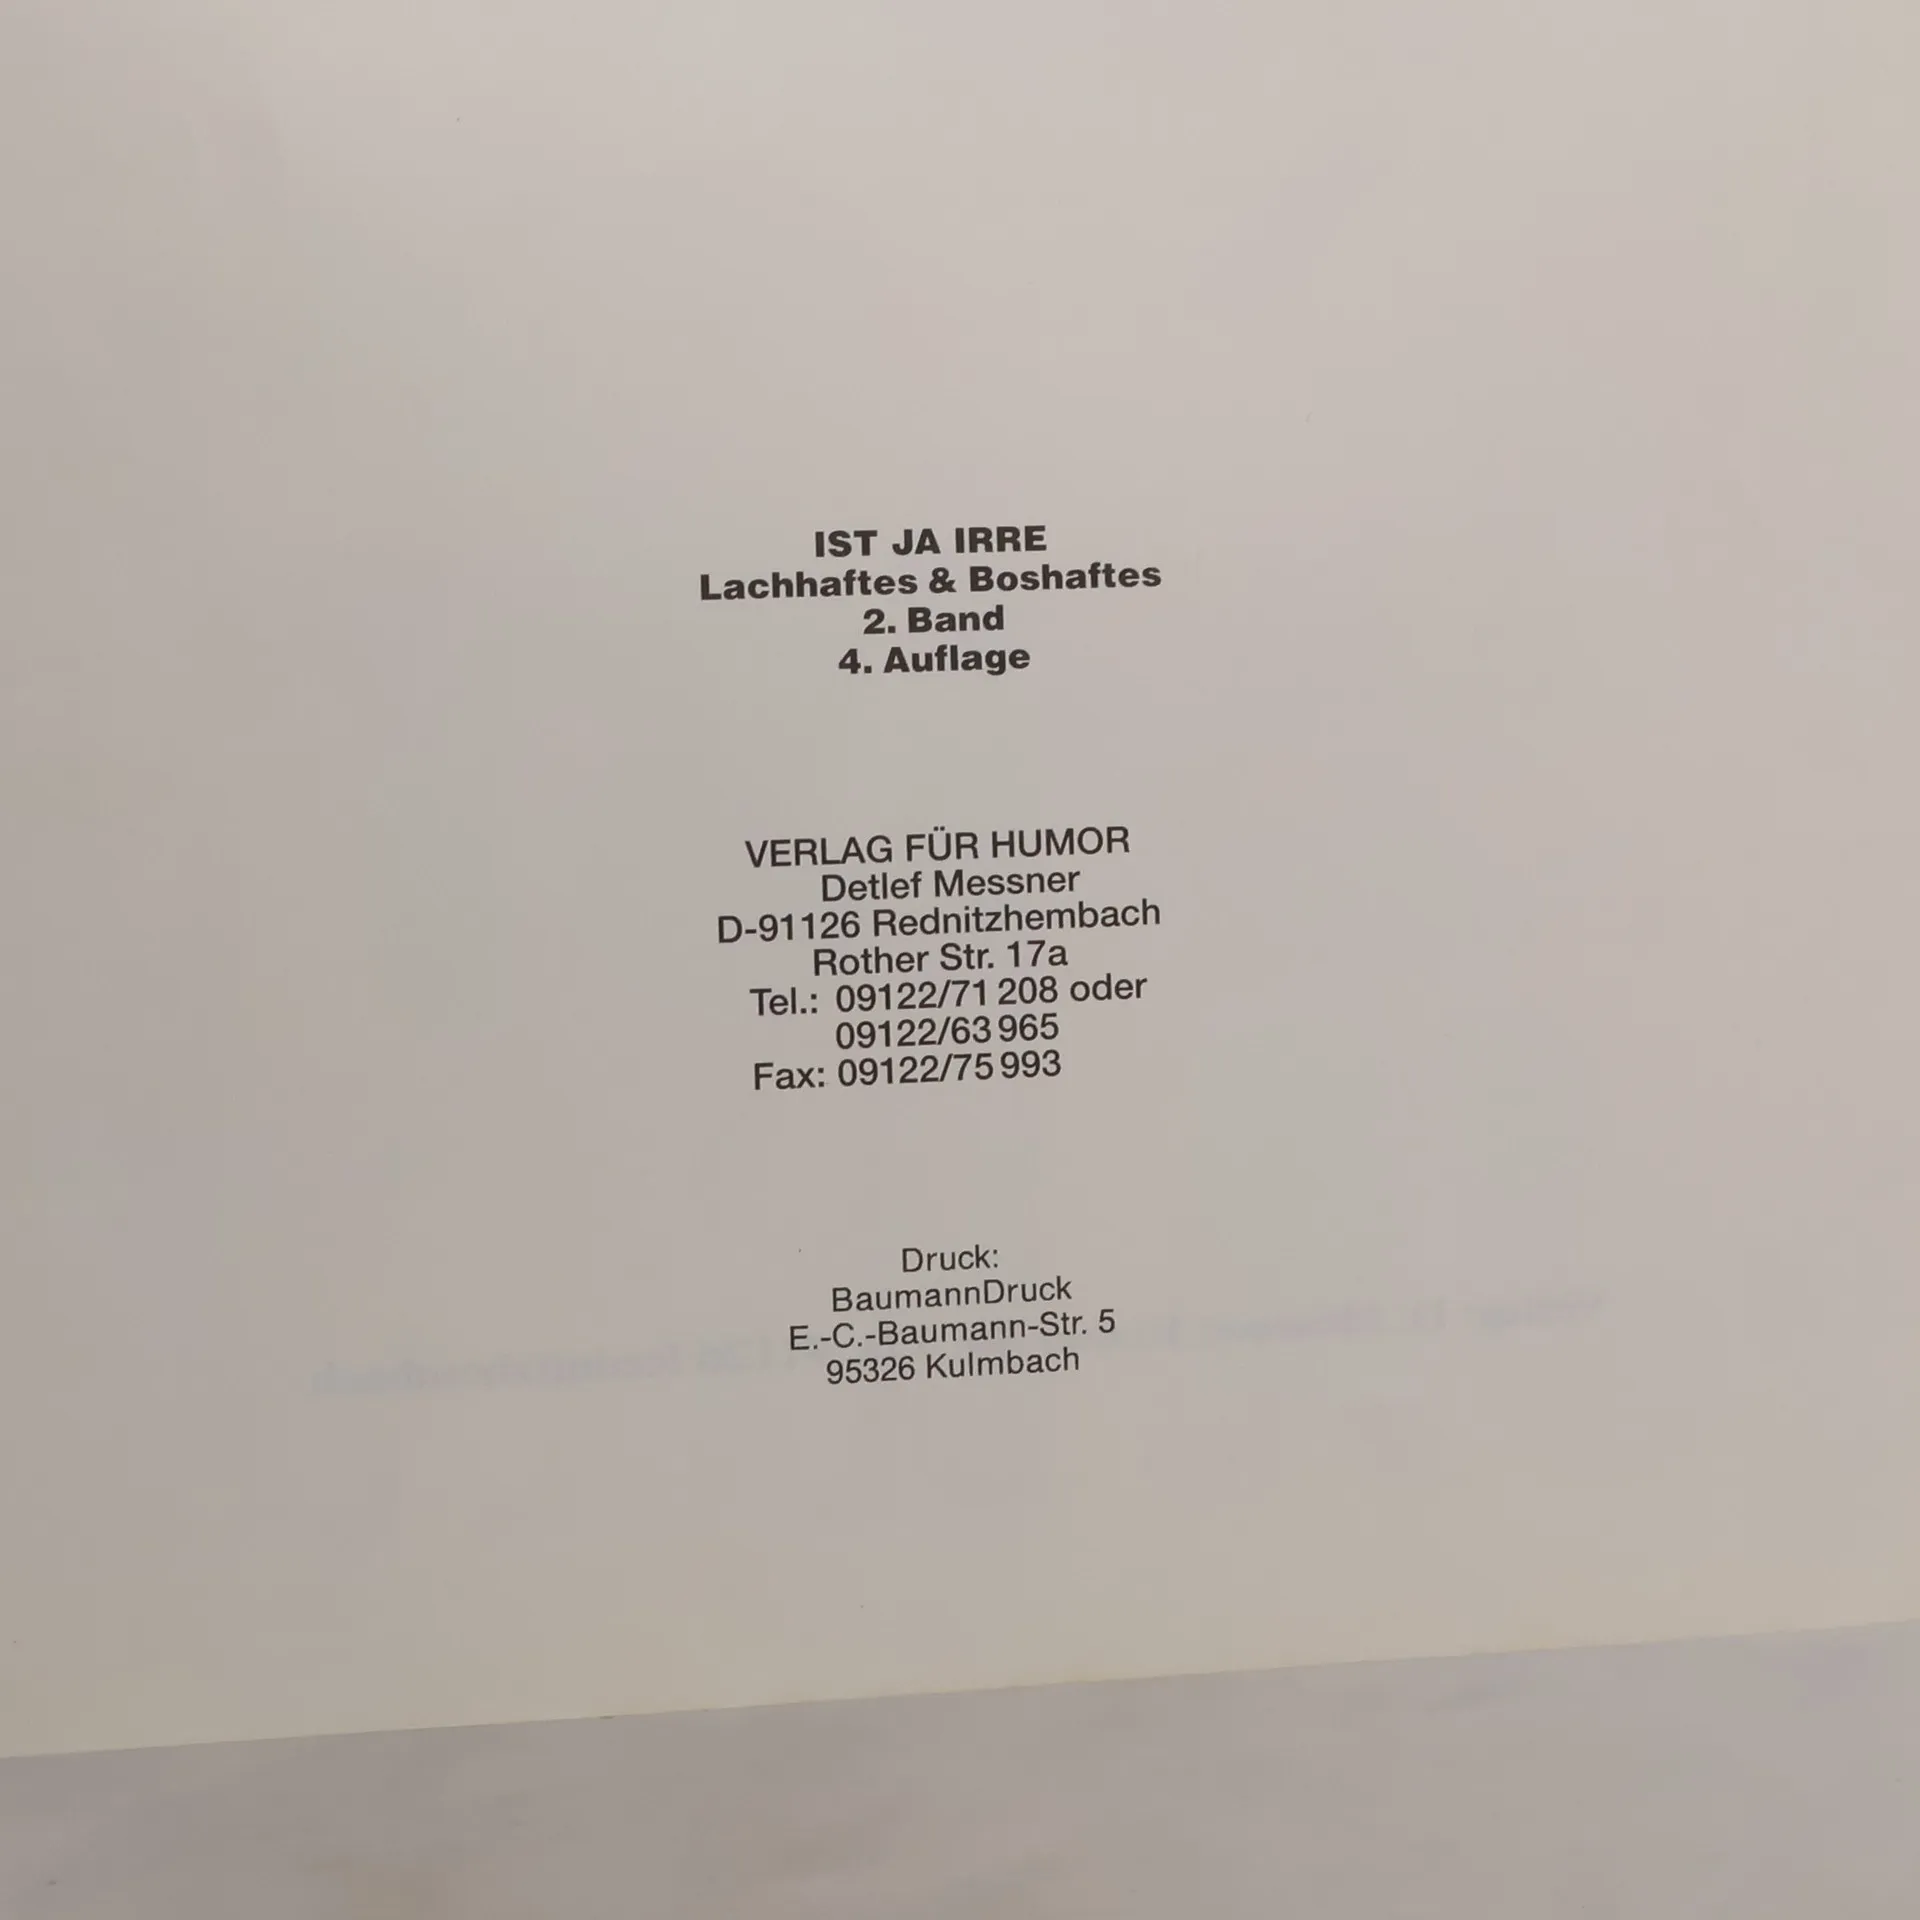 IST JA IRRE
Lachhaftes & Boshaftes
2. Band
4. Auflage
VERLAG FÜR HUMOR
Detlef Messner
D-91126 Rednitzhembach
Rother Str. 17a
Tel.: 09122/71 208 oder
09122/63 965
Fax: 09122/75 993
Druck:
BaumannDruck
E.-C.-Baumann-Str. 5
95326 Kulmbach